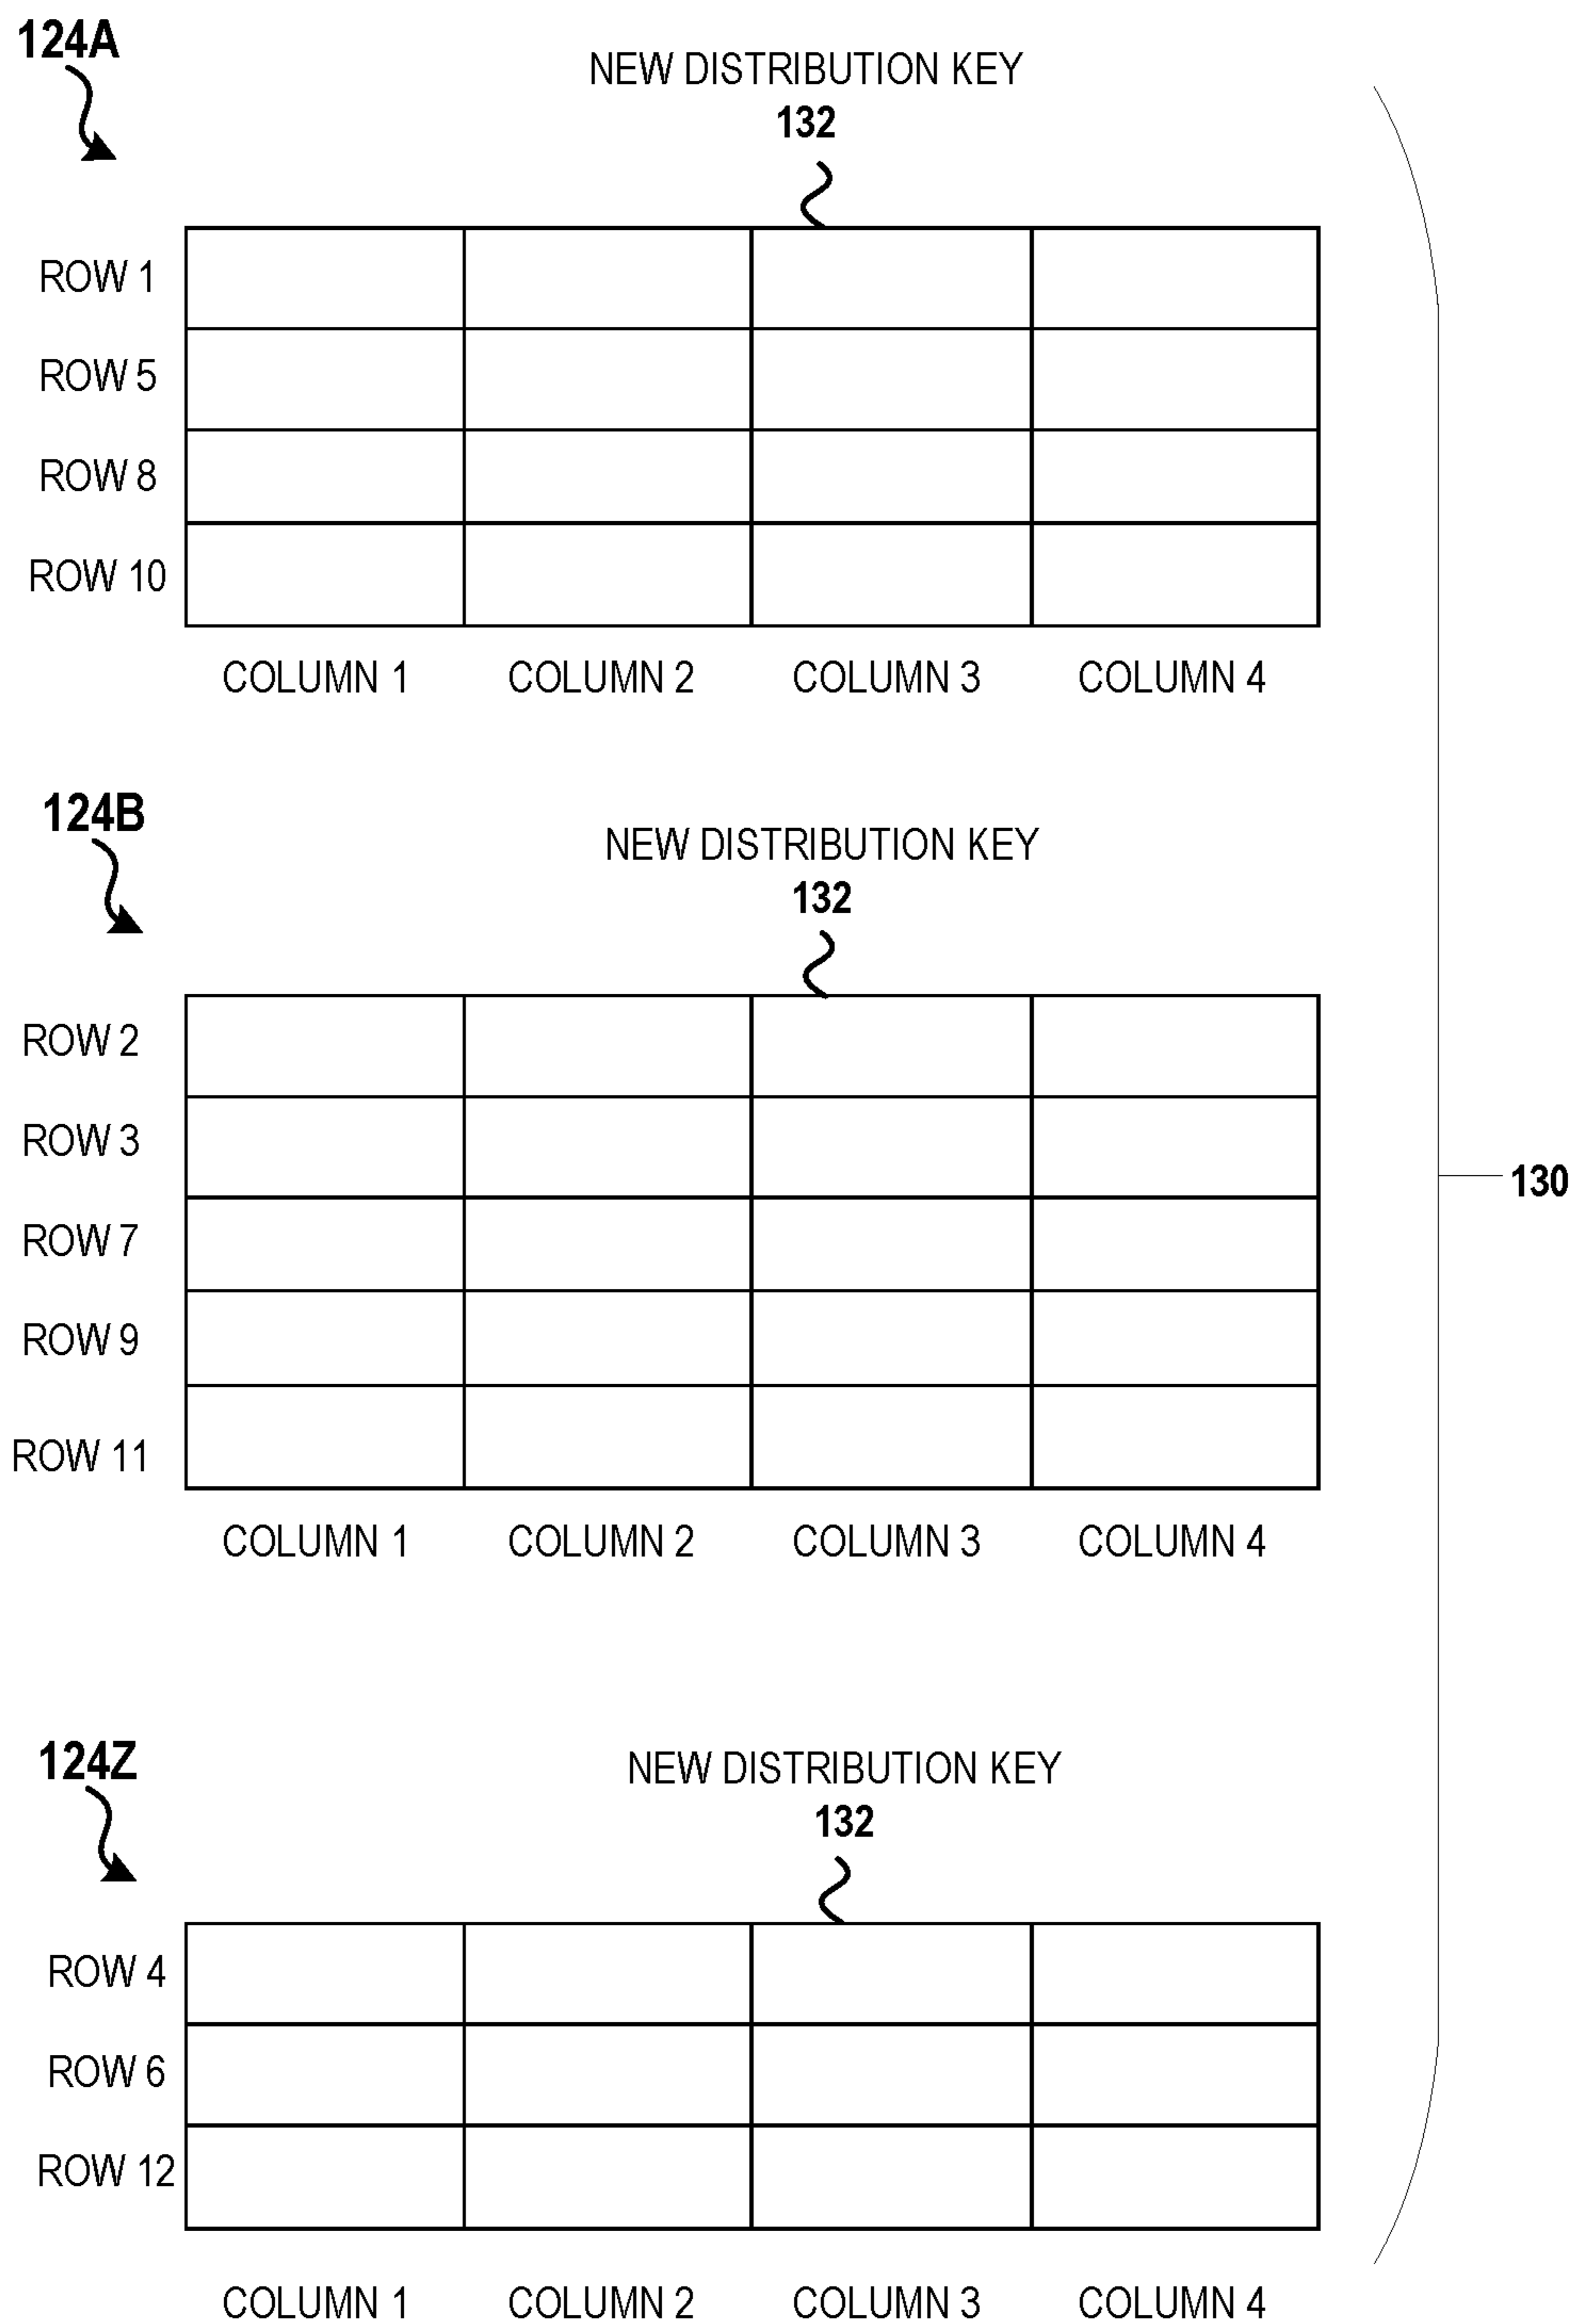 124A
NEW DISTRIBUTION KEY
132
ROW 1
ROW 5
ROW 8
ROW 10
COLUMN 1 COLUMN 2 COLUMN 3 COLUMN 4
124B
NEW DISTRIBUTION KEY
132
ROW 2
ROW 3
ROW 7
ROW 9
ROW 11
COLUMN 1 COLUMN 2 COLUMN 3 COLUMN 4
130
124Z
NEW DISTRIBUTION KEY
132
ROW 4
ROW 6
ROW 12
COLUMN 1 COLUMN 2 COLUMN 3 COLUMN 4